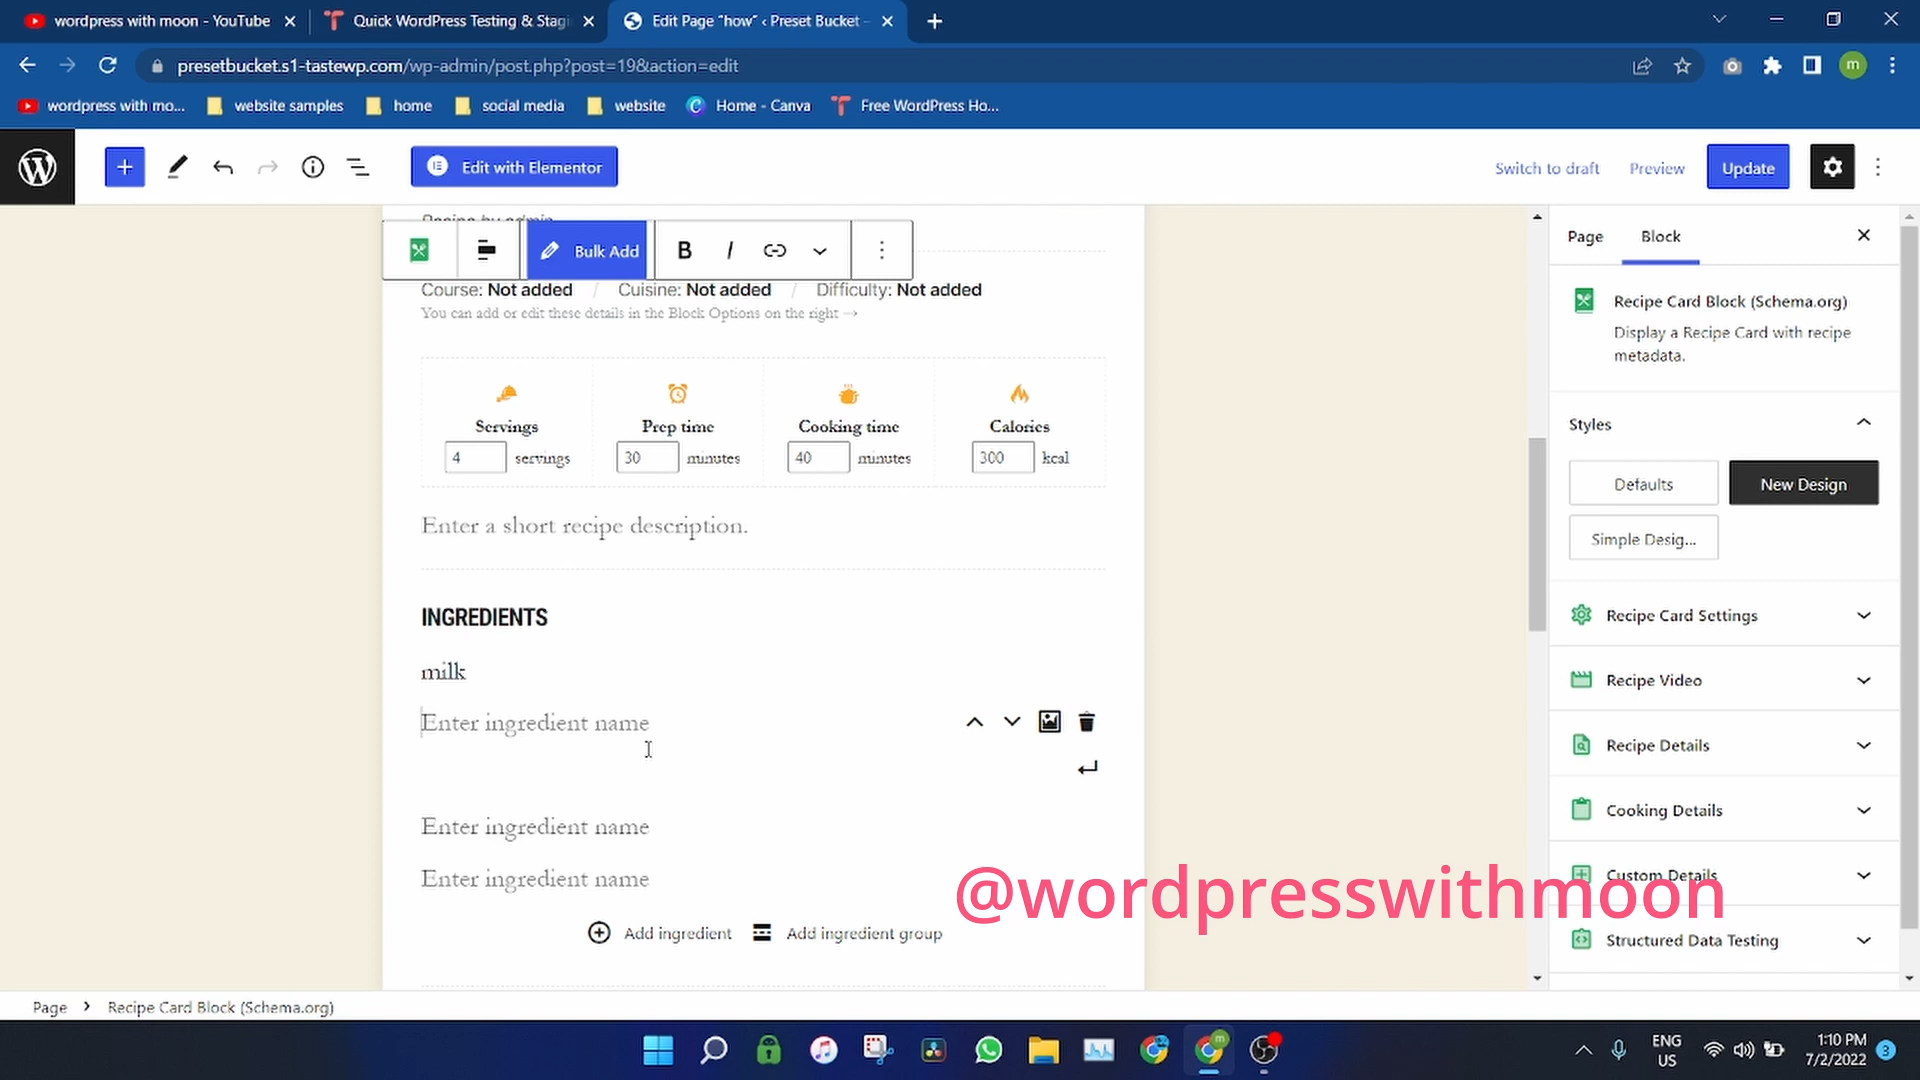 wordpress with moon - YouTube
Quick WordPress Testing & Stagi
Edit Page "how" ‹ Preset Bucket –
presetbucket.s1-tastewp.com/wp-admin/post.php?post=19&action=edit
m
wordpress with mo...
website samples
home
social media
website
Home - Canva
Free WordPress Ho...
Edit with Elementor
Switch to draft
Preview
Update
Recipe by admin
Bulk Add
B
I
Course: Not added / Cuisine: Not added / Difficulty: Not added
You can add or edit these details in the Block Options on the right →
Servings
4 servings
Prep time
30 minutes
Cooking time
40 minutes
Calories
300 kcal
Enter a short recipe description.
INGREDIENTS
milk
Enter ingredient name
Enter ingredient name
Enter ingredient name
Add ingredient
Add ingredient group
Page
Block
Recipe Card Block (Schema.org)
Display a Recipe Card with recipe
metadata.
Styles
Defaults
New Design
Simple Desig...
Recipe Card Settings
Recipe Video
Recipe Details
Cooking Details
Custom Details
Structured Data Testing
@wordpresswithmoon
Page › Recipe Card Block (Schema.org)
m
ENG
US
1:10 PM
7/2/2022
3